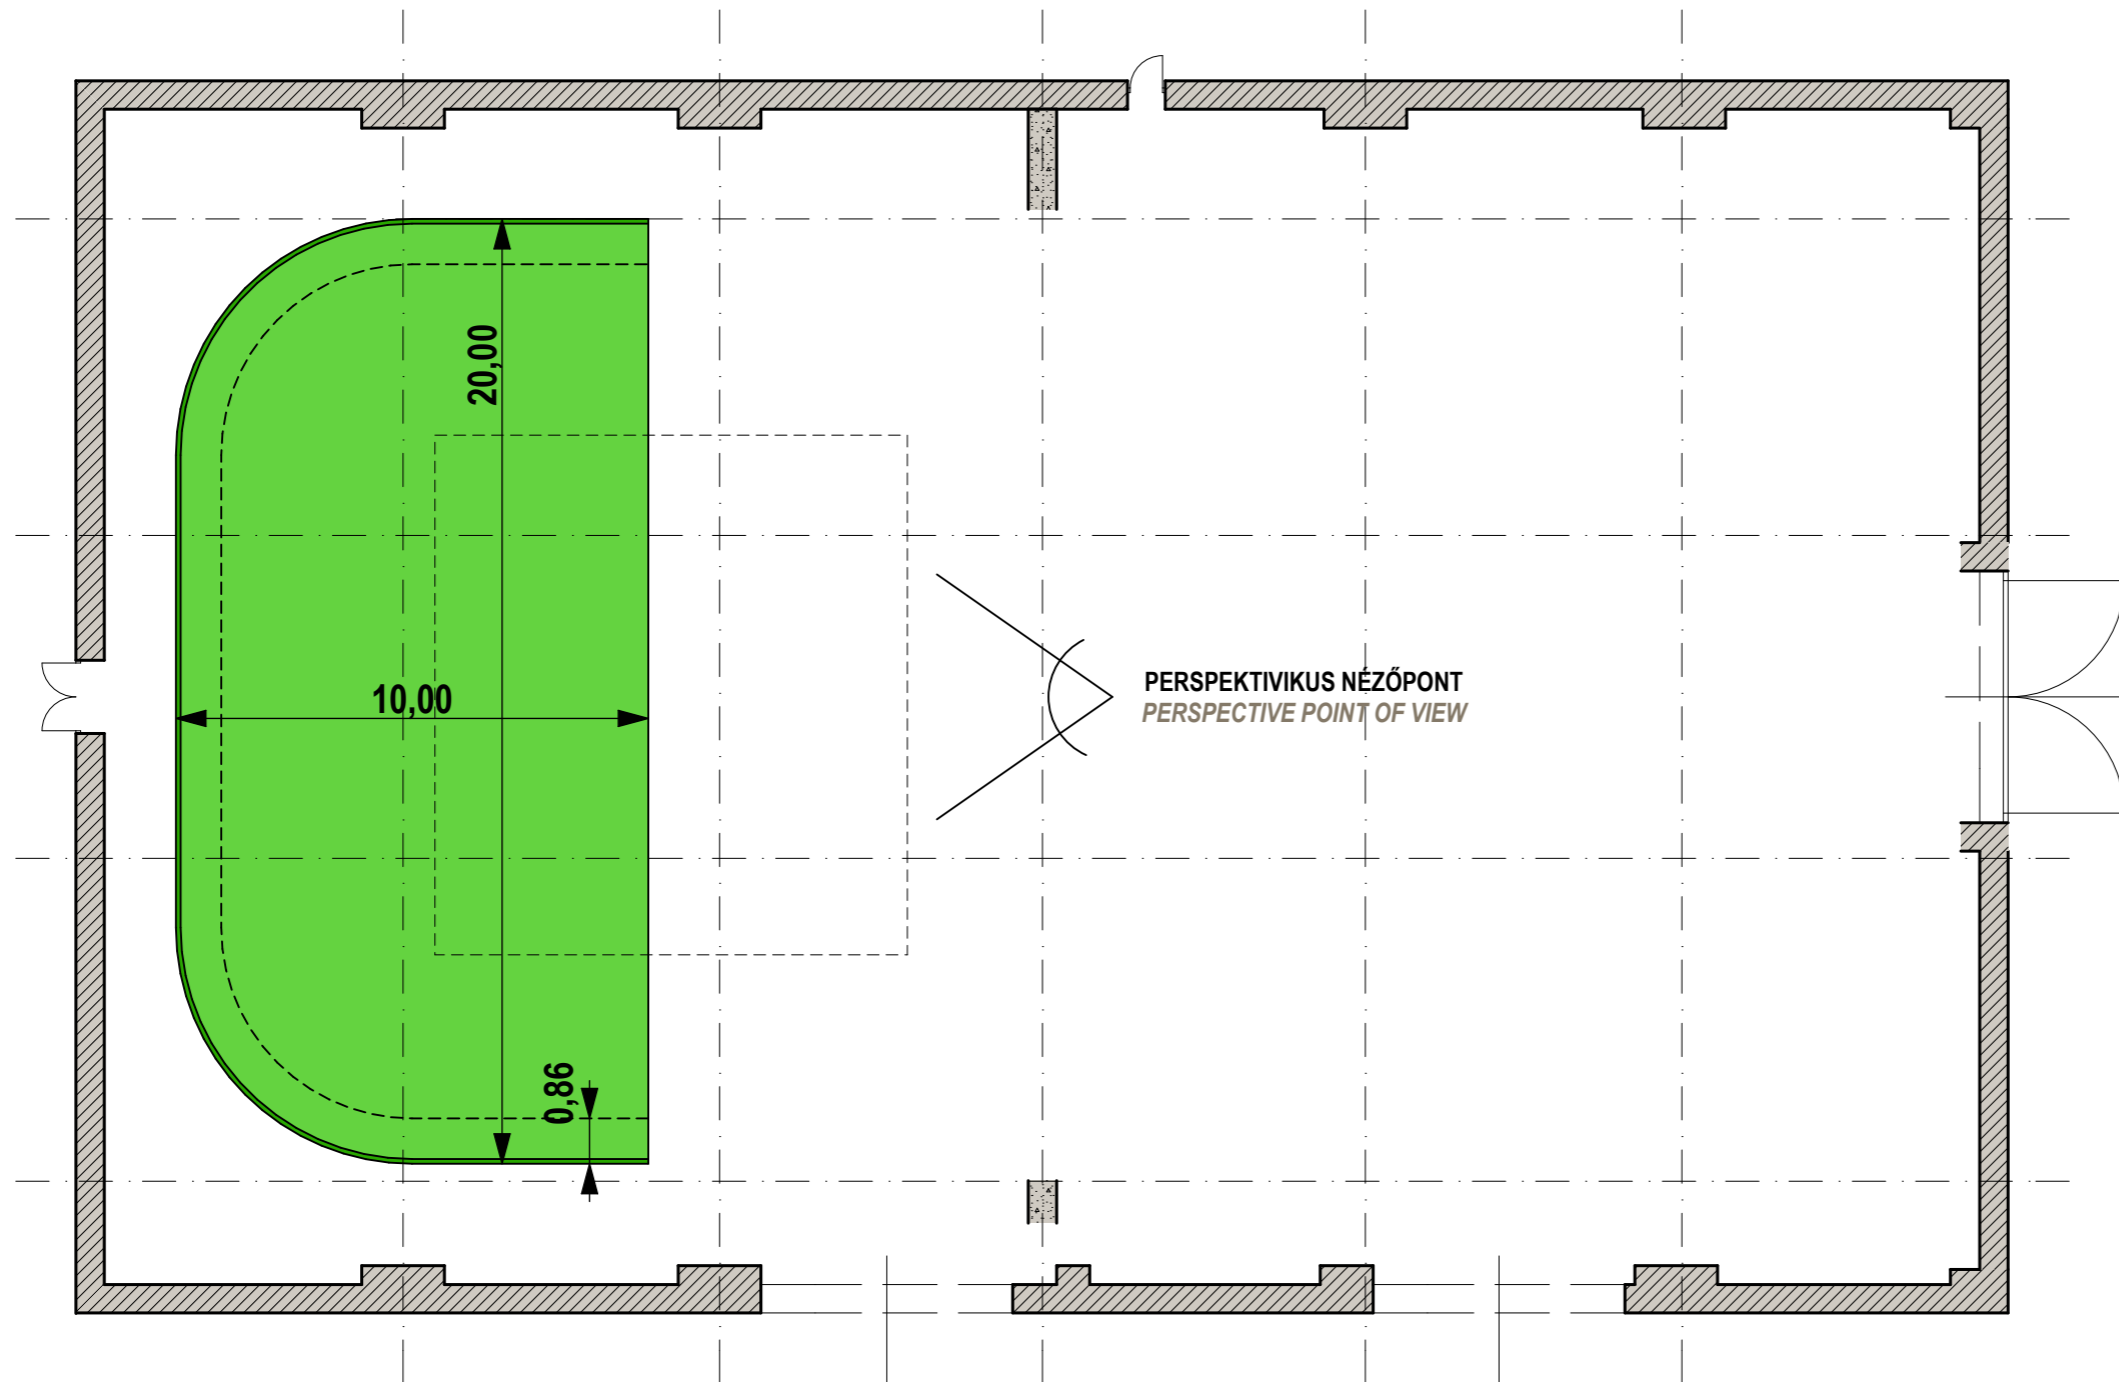 20,00
10,00
PERSPEKTIVIKUS NÉZŐPONT
PERSPECTIVE POINT OF VIEW
0,86